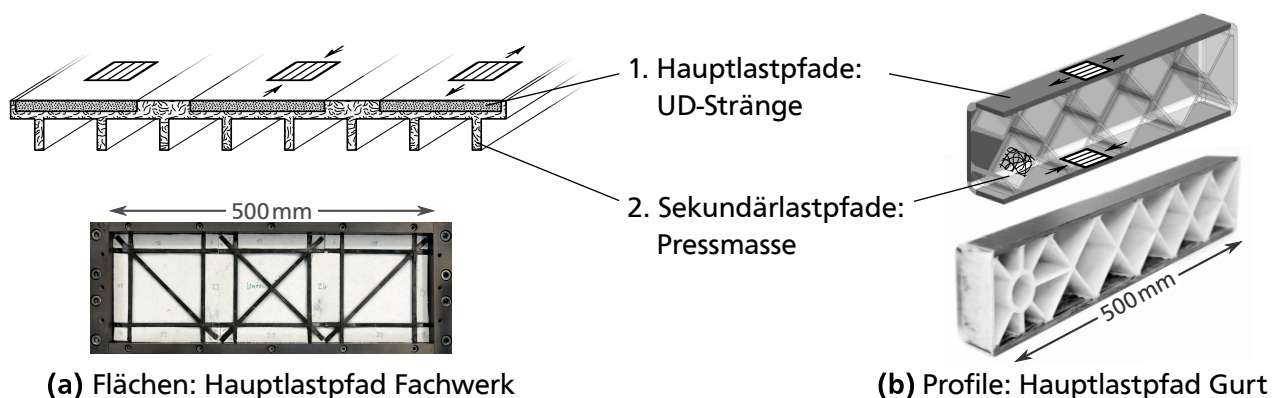 1. Hauptlastpfade:
UD-Stränge
2. Sekundärlastpfade:
Pressmasse
500 mm
500 mm
(a) Flächen: Hauptlastpfad Fachwerk
(b) Profile: Hauptlastpfad Gurt